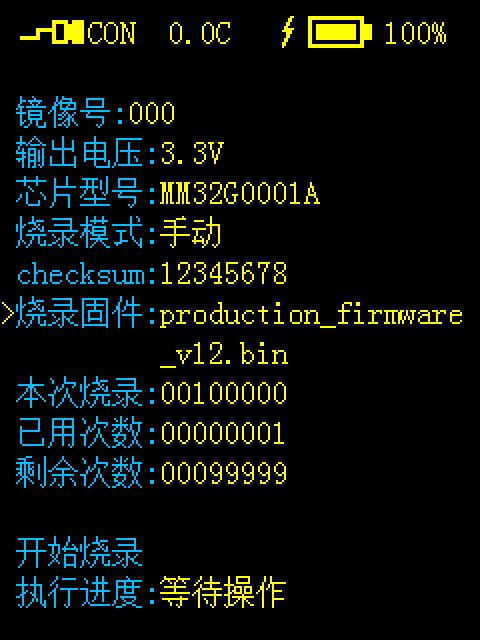 CON 0.0C 100%
镜像号:000
输出电压:3.3V
芯片型号:MM32G0001A
烧录模式:手动
checksum:12345678
>烧录固件:production_firmware
_v12.bin
本次烧录:00100000
已用次数:00000001
剩余次数:00099999
开始烧录
执行进度:等待操作